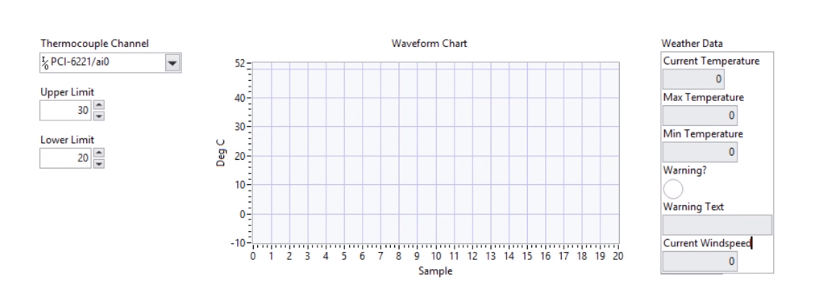 Thermocouple Channel
I/O PCI-6221/ai0
Upper Limit
30
Lower Limit
20
Waveform Chart
Deg C
52
40
30
20
10
0
-10
0 1 2 3 4 5 6 7 8 9 10 11 12 13 14 15 16 17 18 19 20
Sample
Weather Data
Current Temperature
0
Max Temperature
0
Min Temperature
0
Warning?
Warning Text
Current Windspeed
0